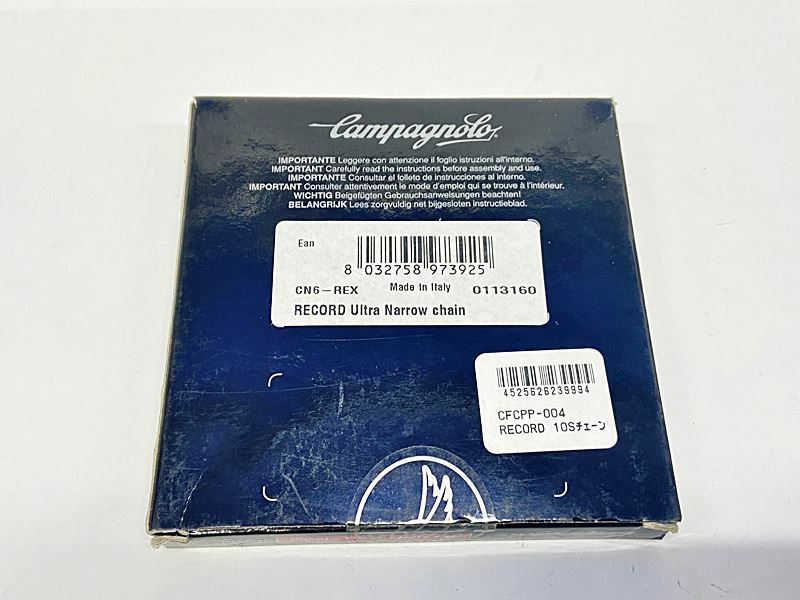 Campagnolo
IMPORTANTE Leggere con attenzione il foglio istruzioni all'interno.
IMPORTANT Carefully read the instructions before assembly and use.
IMPORTANTE Consultar el folleto de instrucciones al interno.
IMPORTANT Consulter attentivement le mode d'emploi qui se trouve à l'intérieur.
WICHTIG Beigefügten Gebrauchsanweisungen beachten!
BELANGRIJK Lees zorgvuldig net bijgesloten instructieblad.
Ean
8 032758 973925
CN6-REX Made in Italy 0113160
RECORD Ultra Narrow chain
4525626239994
CFCPP-004
RECORD 10Sチェーン